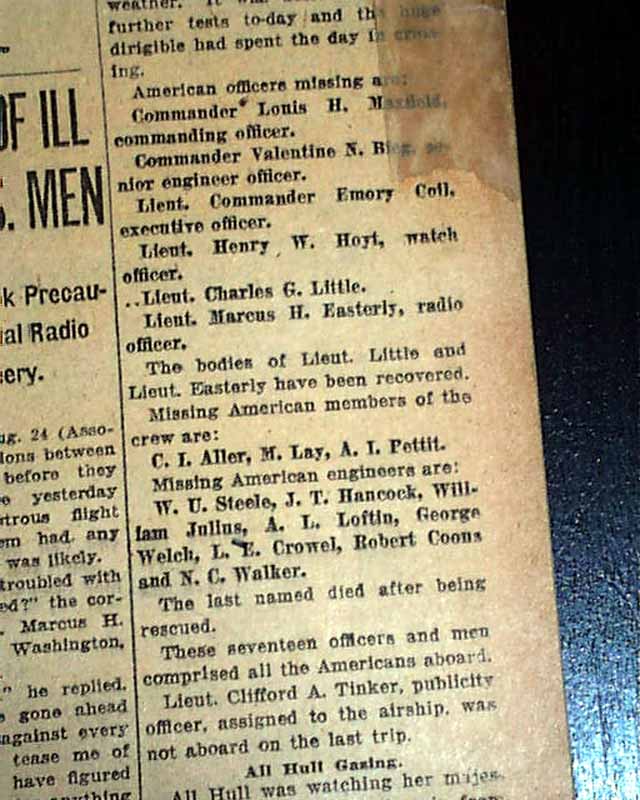 OF ILL
S. MEN
k Precau-
ial Radio
ery.
ug. 24 (Asso-
ions between
before they
yesterday
trous flight
em had any
was likely.
troubled with
ed?" the cor-
. Marcus H.
Washington,
" he replied.
gone ahead
against every
tease me of
have figured
anything
weather. It
further tests to-day and the huge
dirigible had spent the day in cruis-
ing.
American officers missing are:
Commander Louis H. Maxfield,
commanding officer.
Commander Valentine N. Bieg, se-
nior engineer officer.
Lieut. Commander Emory Coil,
executive officer.
Lieut. Henry W. Hoyt, watch
officer.
..Lieut. Charles G. Little.
Lieut. Marcus H. Easterly, radio
officer.
The bodies of Lieut. Little and
Lieut. Easterly have been recovered.
Missing American members of the
crew are:
C. I. Aller, M. Lay, A. I. Pettit.
Missing American engineers are:
W. U. Steele, J. T. Hancock, Will-
iam Julius, A. L. Loftin, George
Welch, L. E. Crowel, Robert Coons
and N. C. Walker.
The last named died after being
rescued.
These seventeen officers and men
comprised all the Americans aboard.
Lieut. Clifford A. Tinker, publicity
officer, assigned to the airship, was
not aboard on the last trip.
All Hull Gazing.
All Hull was watching her majes-